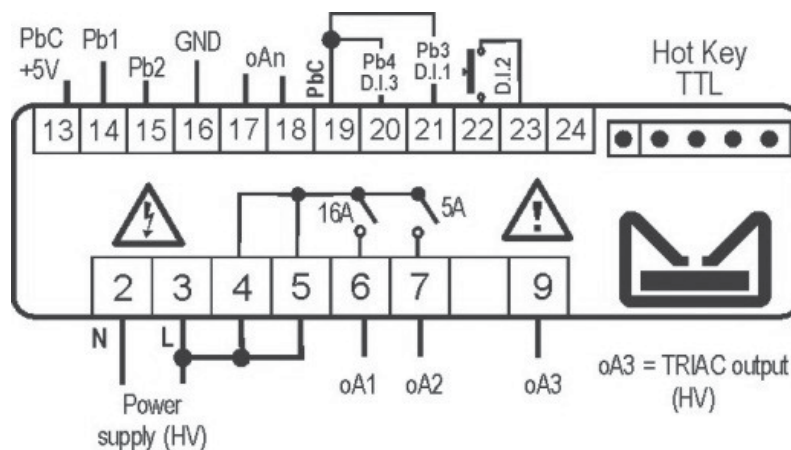 PbC
+5V
Pb1
Pb2
GND
oAn
PbC
Pb4
D.I.3
Pb3
D.I.1
D.I.2
Hot Key
TTL
13 14 15 16 17 18 19 20 21 22 23 24
16A
5A
2 3 4 5 6 7 9
N
L
Power
supply (HV)
oA1
oA2
oA3
oA3 = TRIAC output
(HV)